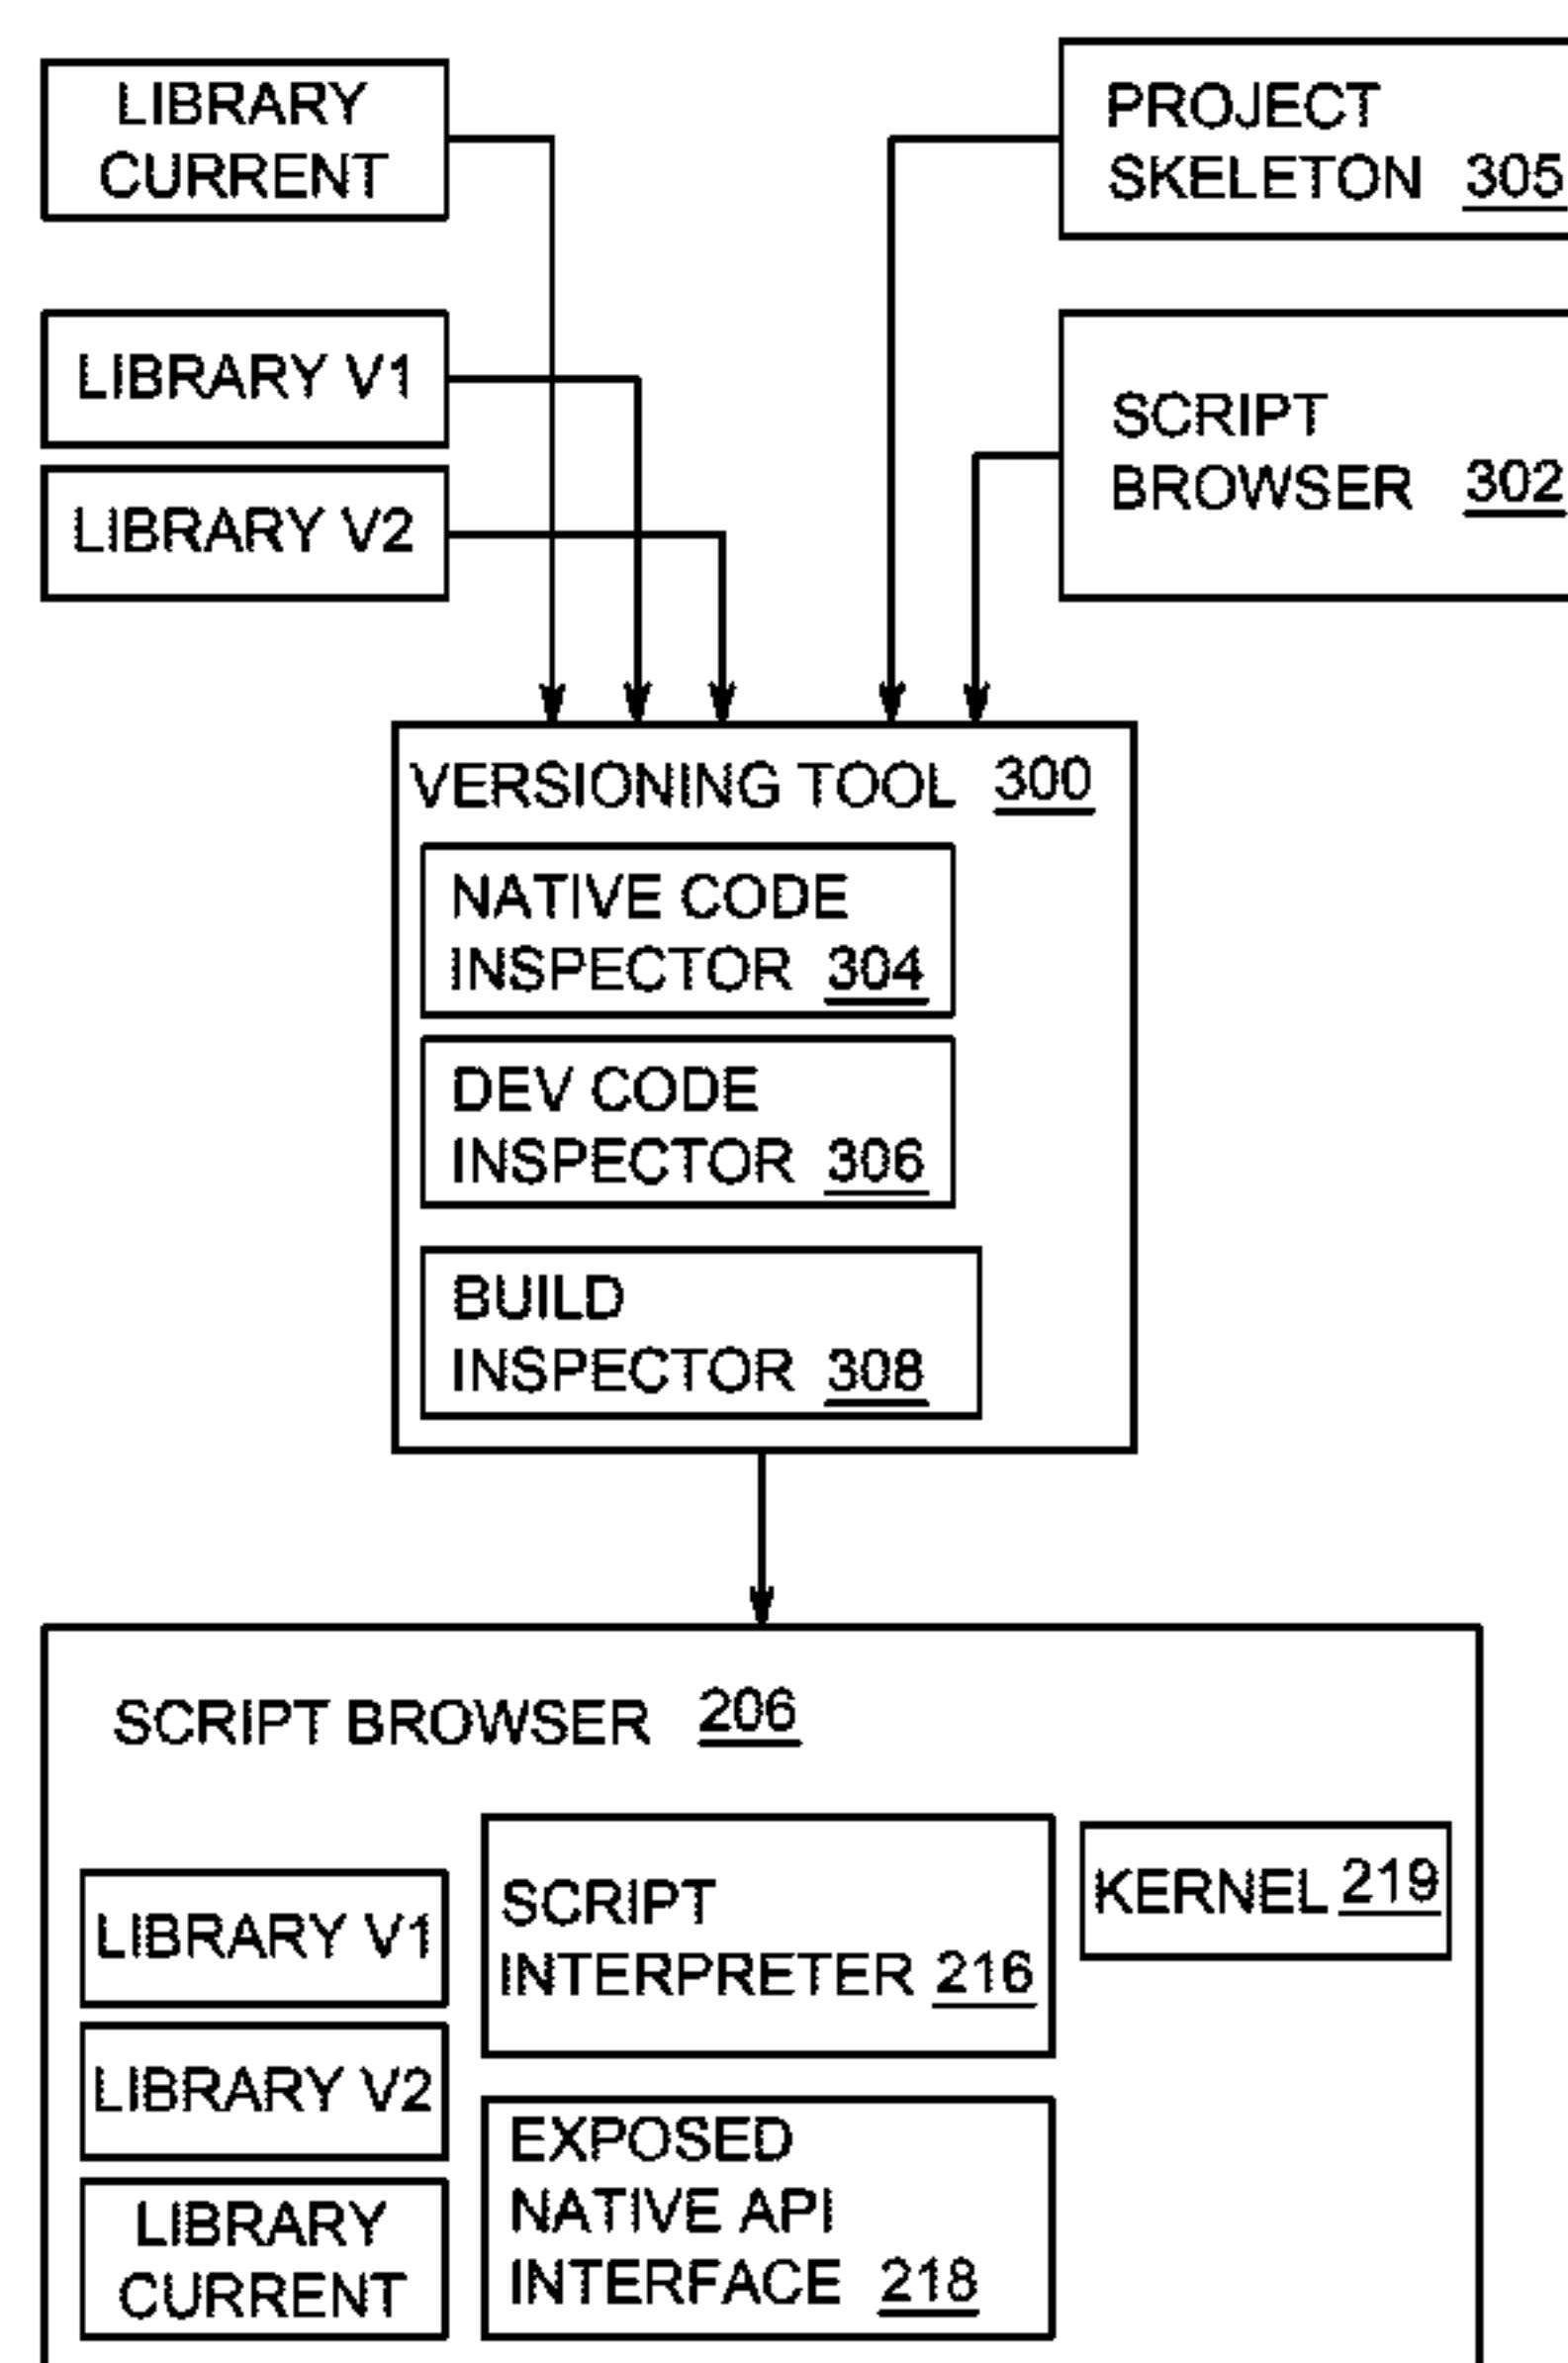 LIBRARY
CURRENT
PROJECT
SKELETON 305
LIBRARY V1
LIBRARY V2
SCRIPT
BROWSER 302
VERSIONING TOOL 300
NATIVE CODE
INSPECTOR 304
DEV CODE
INSPECTOR 306
BUILD
INSPECTOR 308
SCRIPT BROWSER 206
LIBRARY V1
LIBRARY V2
LIBRARY
CURRENT
SCRIPT
INTERPRETER 216
EXPOSED
NATIVE API
INTERFACE 218
KERNEL 219